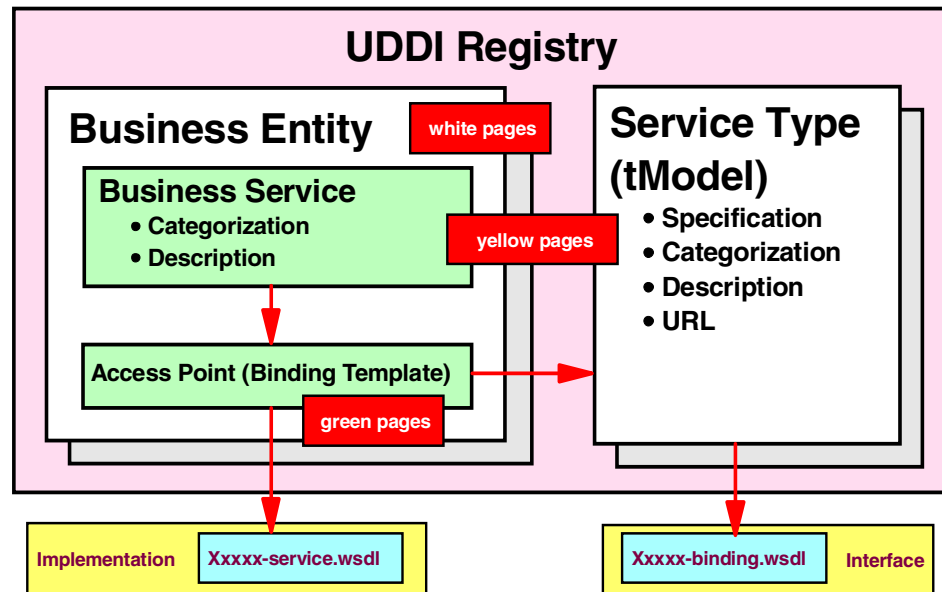 UDDI Registry
Business Entity
white pages
Business Service
• Categorization
• Description
yellow pages
Access Point (Binding Template)
green pages
Service Type
(tModel)
• Specification
• Categorization
• Description
• URL
Implementation
Xxxxx-service.wsdl
Xxxxx-binding.wsdl
Interface